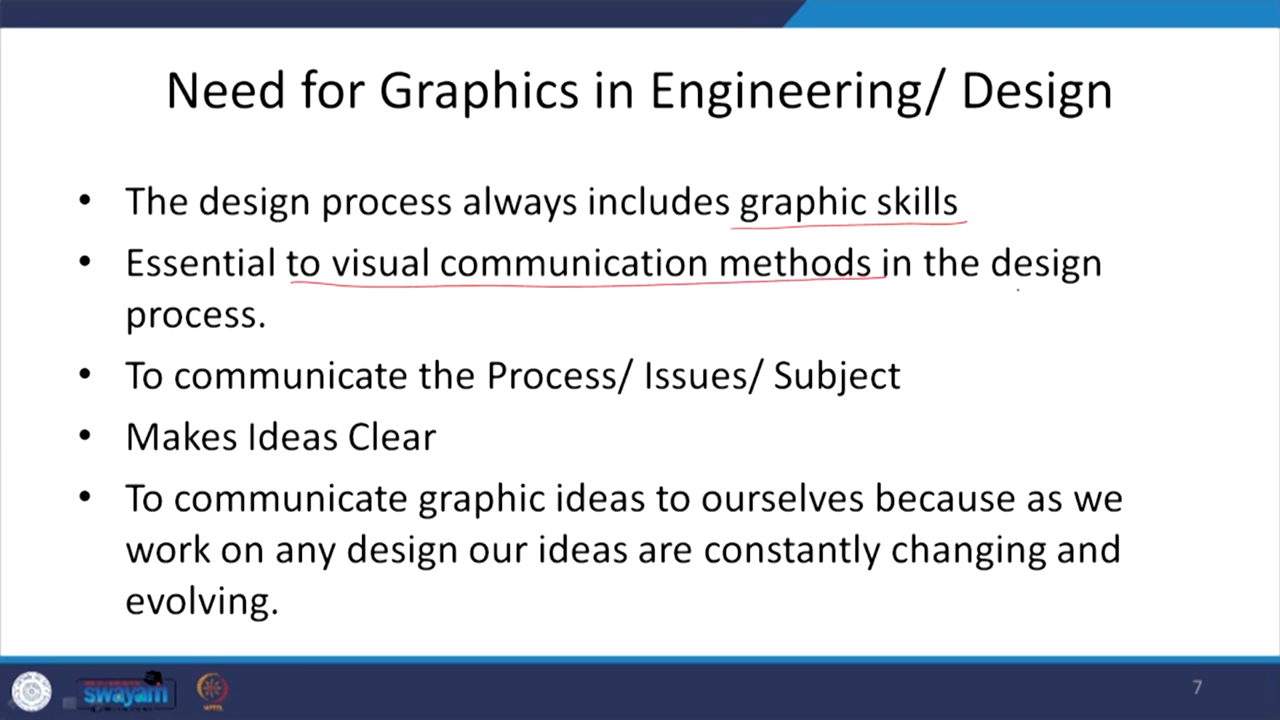 Need for Graphics in Engineering/ Design
• The design process always includes graphic skills
• Essential to visual communication methods in the design
process.
• To communicate the Process/ Issues/ Subject
• Makes Ideas Clear
• To communicate graphic ideas to ourselves because as we
work on any design our ideas are constantly changing and
evolving.
swayam
7